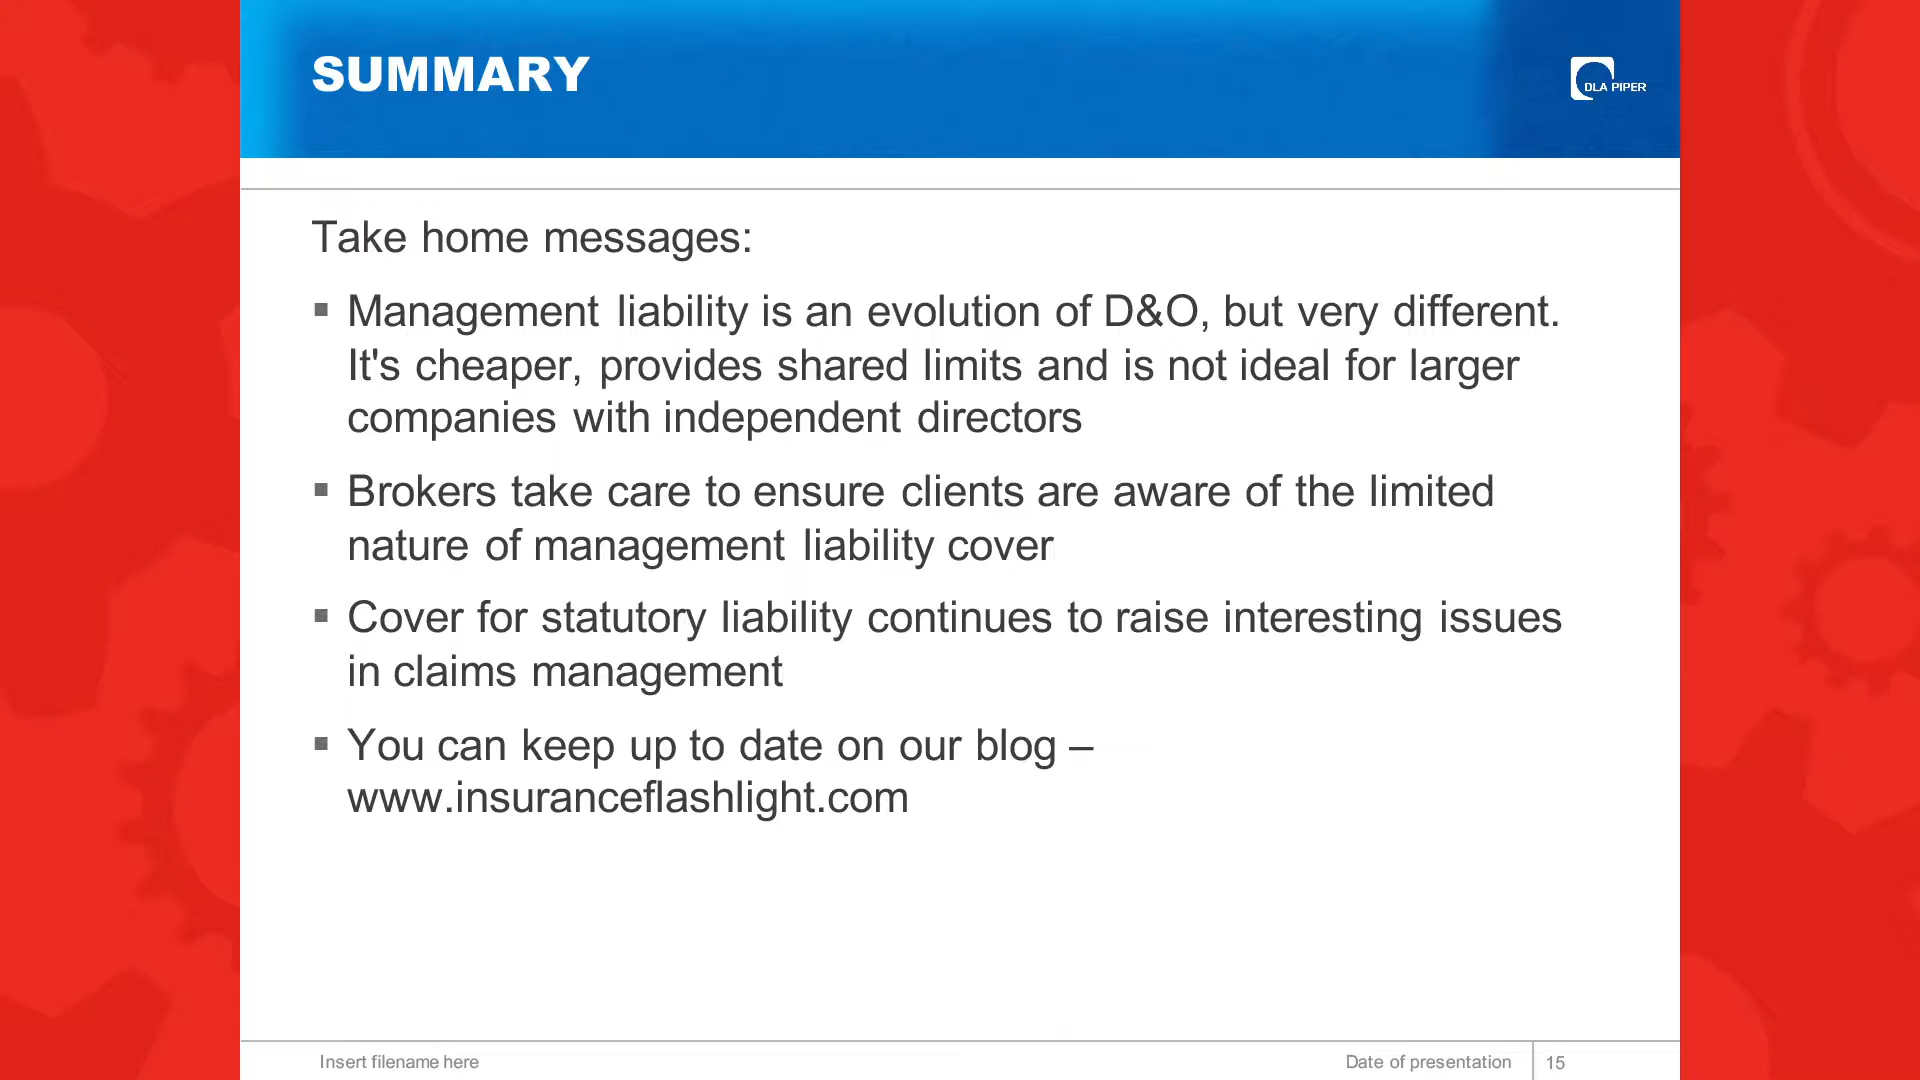 SUMMARY
DLA PIPER
Take home messages:
▪ Management liability is an evolution of D&O, but very different.
It's cheaper, provides shared limits and is not ideal for larger
companies with independent directors
▪ Brokers take care to ensure clients are aware of the limited
nature of management liability cover
▪ Cover for statutory liability continues to raise interesting issues
in claims management
▪ You can keep up to date on our blog –
www.insuranceflashlight.com
Insert filename here
Date of presentation
15